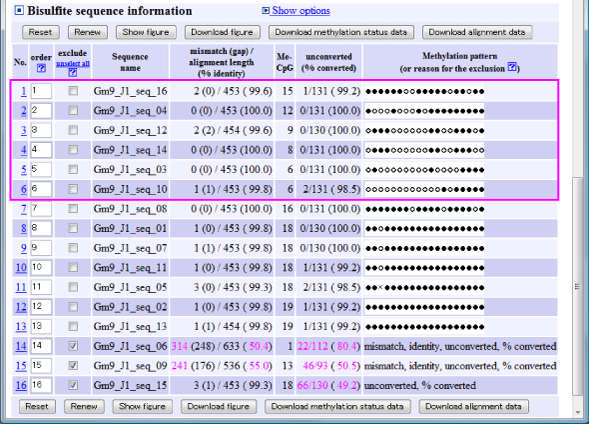 Bisulfite sequence information Show options
Reset Renew Show figure Download figure Download methylation status data Download alignment data
No. order ? exclude unselect all ? Sequence name mismatch (gap) / alignment length (% identity) Me-CpG unconverted (% converted) Methylation pattern (or reason for the exclusion ?)
1 1 Gm9_J1_seq_16 2 (0) / 453 ( 99.6) 15 1/131 ( 99.2)
2 2 Gm9_J1_seq_04 0 (0) / 453 (100.0) 12 0/131 (100.0)
3 3 Gm9_J1_seq_12 2 (2) / 454 ( 99.6) 9 0/130 (100.0)
4 4 Gm9_J1_seq_14 0 (0) / 453 (100.0) 8 0/131 (100.0)
5 5 Gm9_J1_seq_03 0 (0) / 453 (100.0) 6 0/131 (100.0)
6 6 Gm9_J1_seq_10 1 (1) / 453 ( 99.8) 6 2/131 ( 98.5)
7 7 Gm9_J1_seq_08 0 (0) / 453 (100.0) 16 0/131 (100.0)
8 8 Gm9_J1_seq_01 1 (0) / 453 ( 99.8) 18 0/131 (100.0)
9 9 Gm9_J1_seq_07 1 (1) / 453 ( 99.8) 18 0/130 (100.0)
10 10 Gm9_J1_seq_11 1 (0) / 453 ( 99.8) 18 1/131 ( 99.2)
11 11 Gm9_J1_seq_05 3 (0) / 453 ( 99.3) 18 2/131 ( 98.5)
12 12 Gm9_J1_seq_02 1 (0) / 453 ( 99.8) 19 1/131 ( 99.2)
13 13 Gm9_J1_seq_13 1 (1) / 454 ( 99.8) 19 1/131 ( 99.2)
14 14 Gm9_J1_seq_06 314 (248) / 633 ( 50.4) 1 22/112 ( 80.4) mismatch, identity, unconverted, % converted
15 15 Gm9_J1_seq_09 241 (176) / 536 ( 55.0) 13 46/93 ( 50.5) mismatch, identity, unconverted, % converted
16 16 Gm9_J1_seq_15 3 (1) / 453 ( 99.3) 18 66/130 ( 49.2) unconverted, % converted
Reset Renew Show figure Download figure Download methylation status data Download alignment data